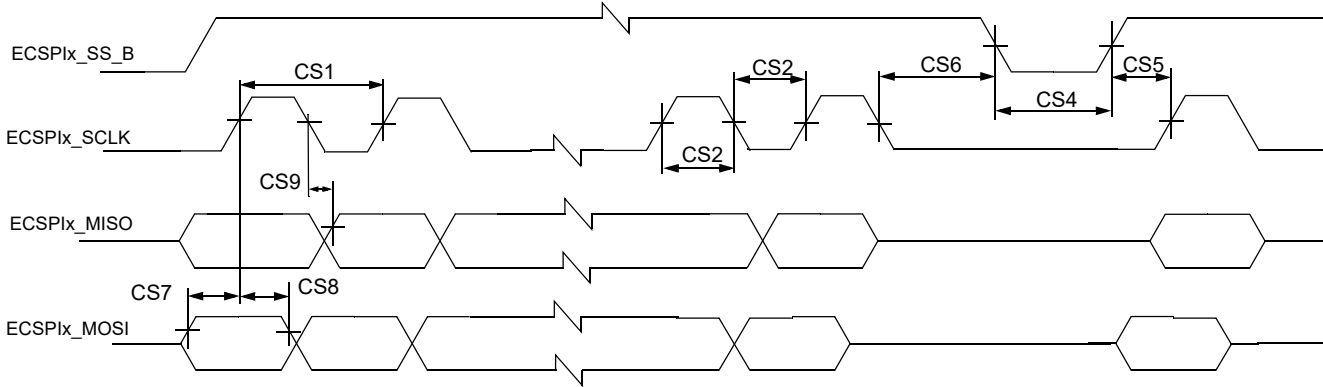 ECSPIx_SS_B
CS1
CS2
CS6
CS5
CS4
ECSPIx_SCLK
CS2
CS9
ECSPIx_MISO
CS7
CS8
ECSPIx_MOSI